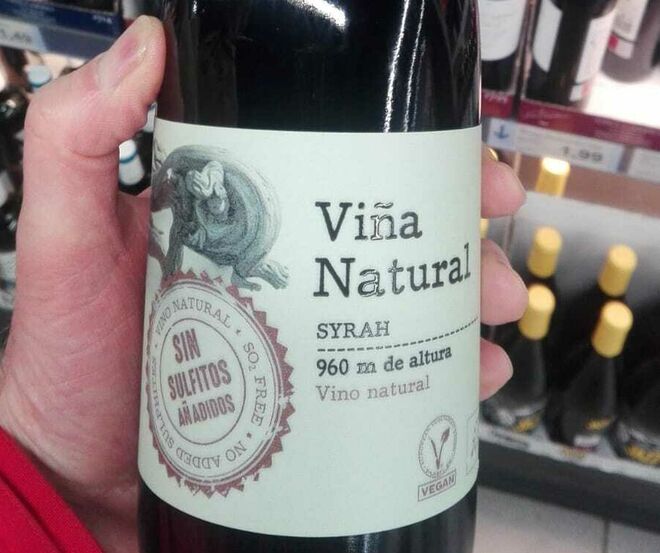 Viña
Natural
SYRAH
960 m de altura
Vino natural
VINO NATURAL • SO₂ FREE • NO ADDED SULPHITES •
SIN
SULFITOS
AÑADIDOS
VEGAN
1.99